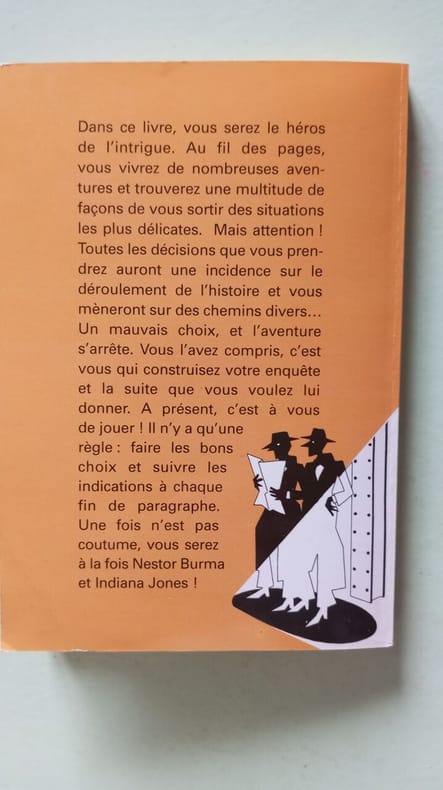 Dans ce livre, vous serez le héros
de l'intrigue. Au fil des pages,
vous vivrez de nombreuses aven-
tures et trouverez une multitude de
façons de vous sortir des situations
les plus délicates. Mais attention !
Toutes les décisions que vous pren-
drez auront une incidence sur le
déroulement de l'histoire et vous
mèneront sur des chemins divers...
Un mauvais choix, et l'aventure
s'arrête. Vous l'avez compris, c'est
vous qui construisez votre enquête
et la suite que vous voulez lui
donner. A présent, c'est à vous
de jouer ! Il n'y a qu'une
règle : faire les bons
choix et suivre les
indications à chaque
fin de paragraphe.
Une fois n'est pas
coutume, vous serez
à la fois Nestor Burma
et Indiana Jones !